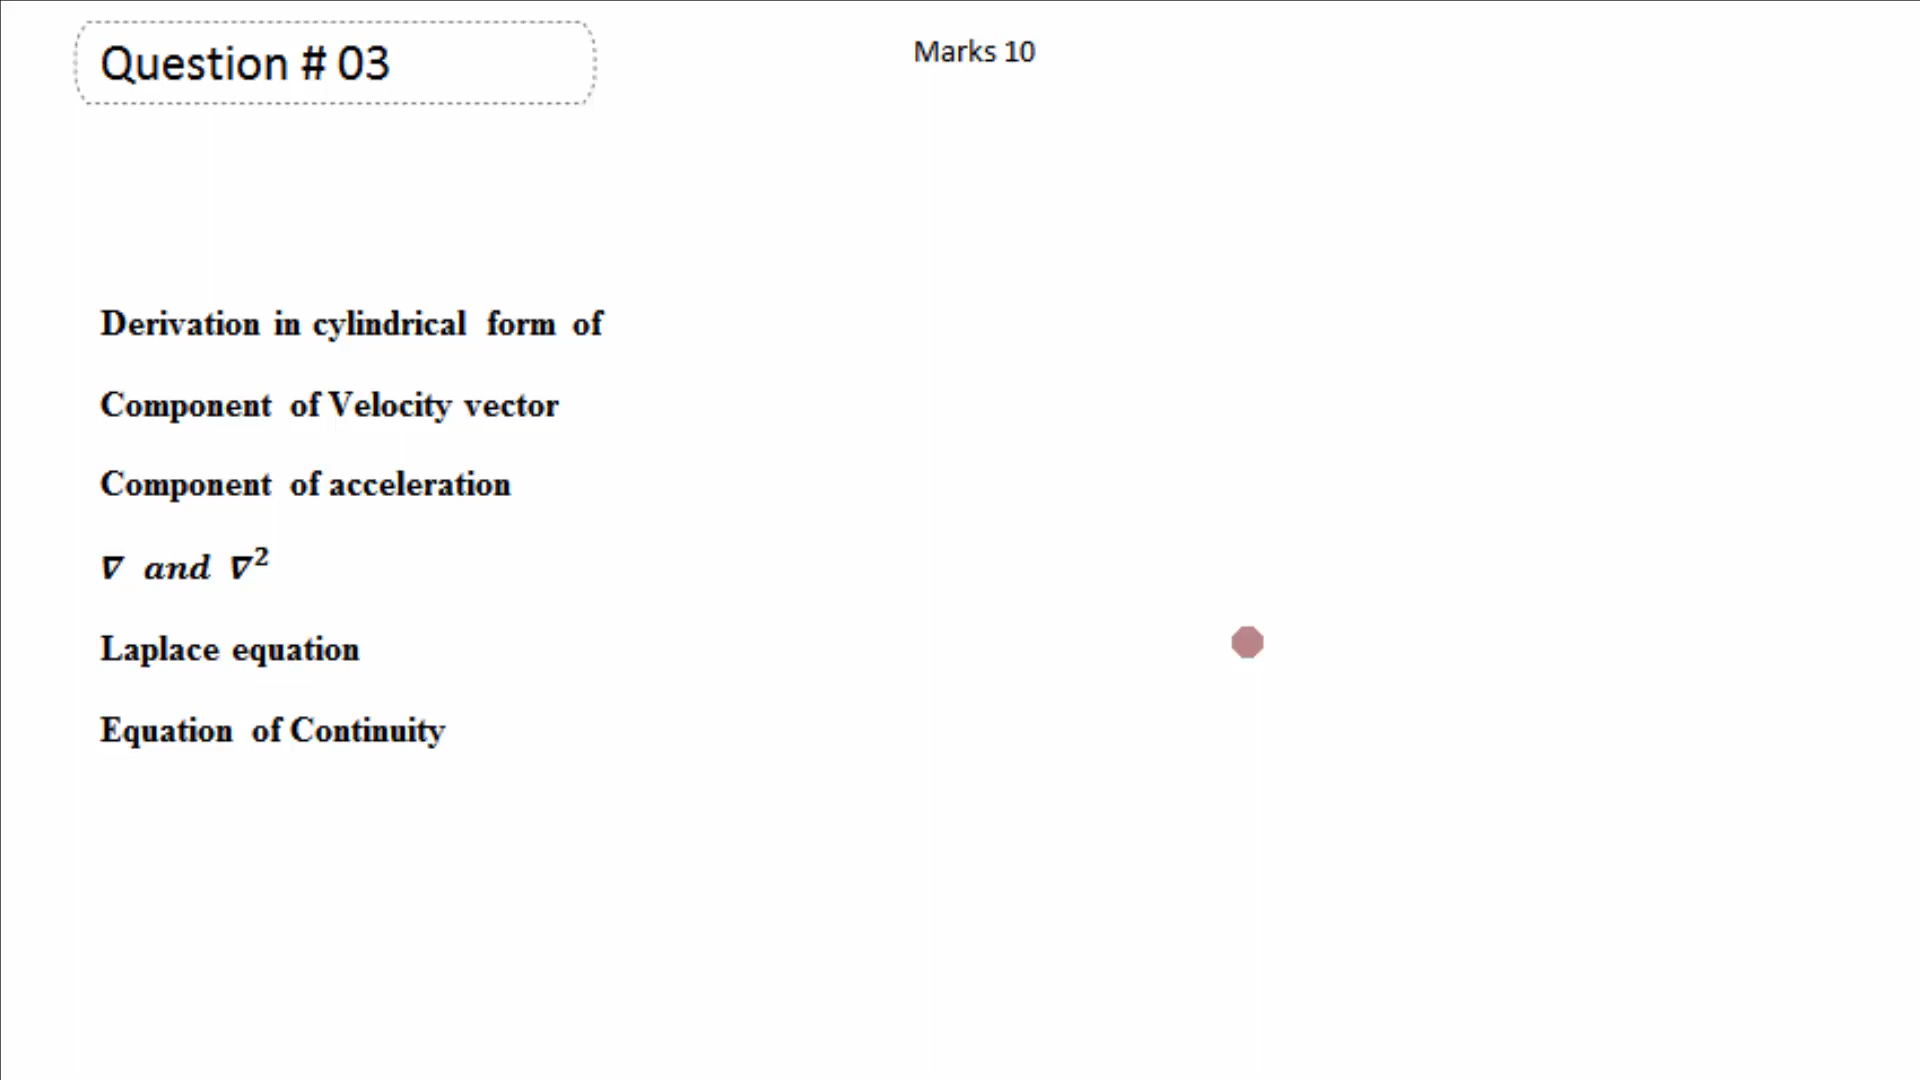 Question # 03
Marks 10
Derivation in cylindrical form of
Component of Velocity vector
Component of acceleration
∇ and ∇²
Laplace equation
Equation of Continuity